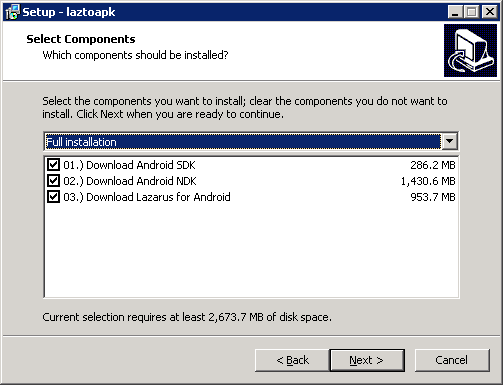 Setup - laztoapk
Select Components
Which components should be installed?
Select the components you want to install; clear the components you do not want to
install. Click Next when you are ready to continue.
Full installation
01.) Download Android SDK 286.2 MB
02.) Download Android NDK 1,430.6 MB
03.) Download Lazarus for Android 953.7 MB
Current selection requires at least 2,673.7 MB of disk space.
< Back Next > Cancel